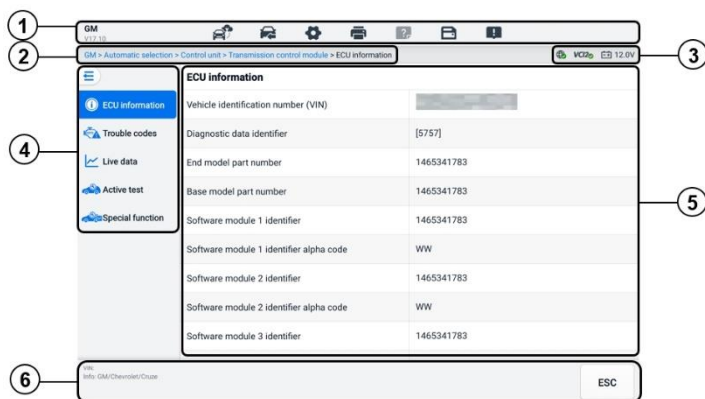 1
GM
V17.10
2
GM > Automatic selection > Control unit > Transmission control module > ECU information
VCI2 12.0V
3
4
ECU information
Trouble codes
Live data
Active test
Special function
ECU information
Vehicle identification number (VIN)
Diagnostic data identifier [5757]
End model part number 1465341783
Base model part number 1465341783
Software module 1 identifier 1465341783
Software module 1 identifier alpha code WW
Software module 2 identifier 1465341783
Software module 2 identifier alpha code WW
Software module 3 identifier 1465341783
5
6
VIN:
Info: GM/Chevrolet/Cruze
ESC